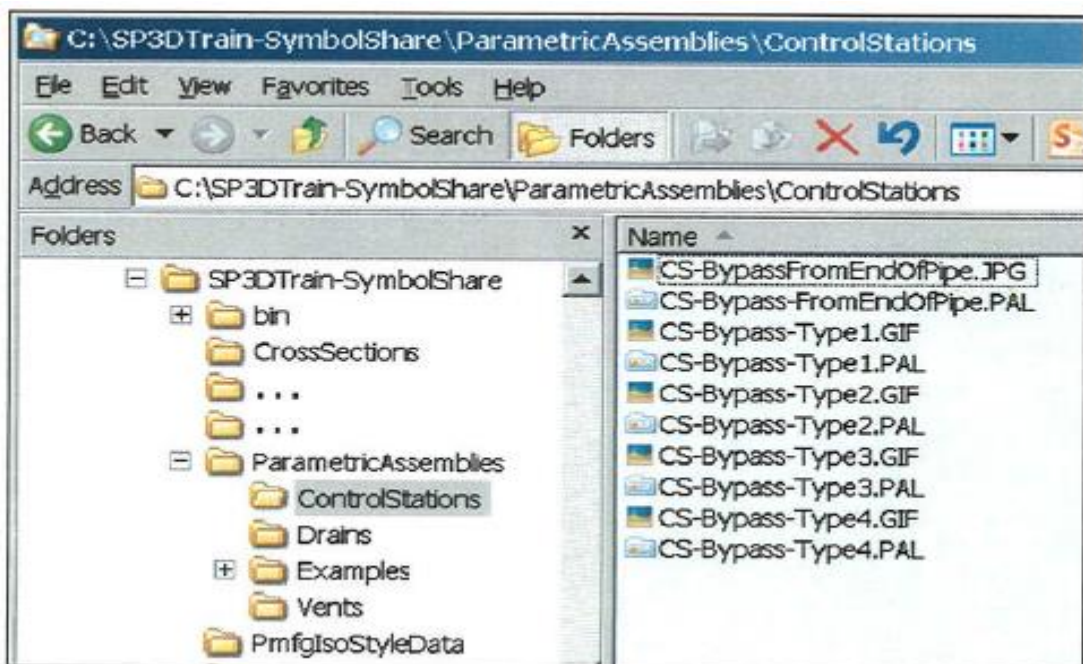 C:\SP3DTrain-SymbolShare\ParametricAssemblies\ControlStations
File Edit View Favorites Tools Help
Back Search Folders S
Address C:\SP3DTrain-SymbolShare\ParametricAssemblies\ControlStations
Folders x
SP3DTrain-SymbolShare
bin
CrossSections
...
...
ParametricAssemblies
ControlStations
Drains
Examples
Vents
PmfgIsoStyleData
Name
CS-BypassFromEndOfPipe.JPG
CS-Bypass-FromEndOfPipe.PAL
CS-Bypass-Type1.GIF
CS-Bypass-Type1.PAL
CS-Bypass-Type2.GIF
CS-Bypass-Type2.PAL
CS-Bypass-Type3.GIF
CS-Bypass-Type3.PAL
CS-Bypass-Type4.GIF
CS-Bypass-Type4.PAL